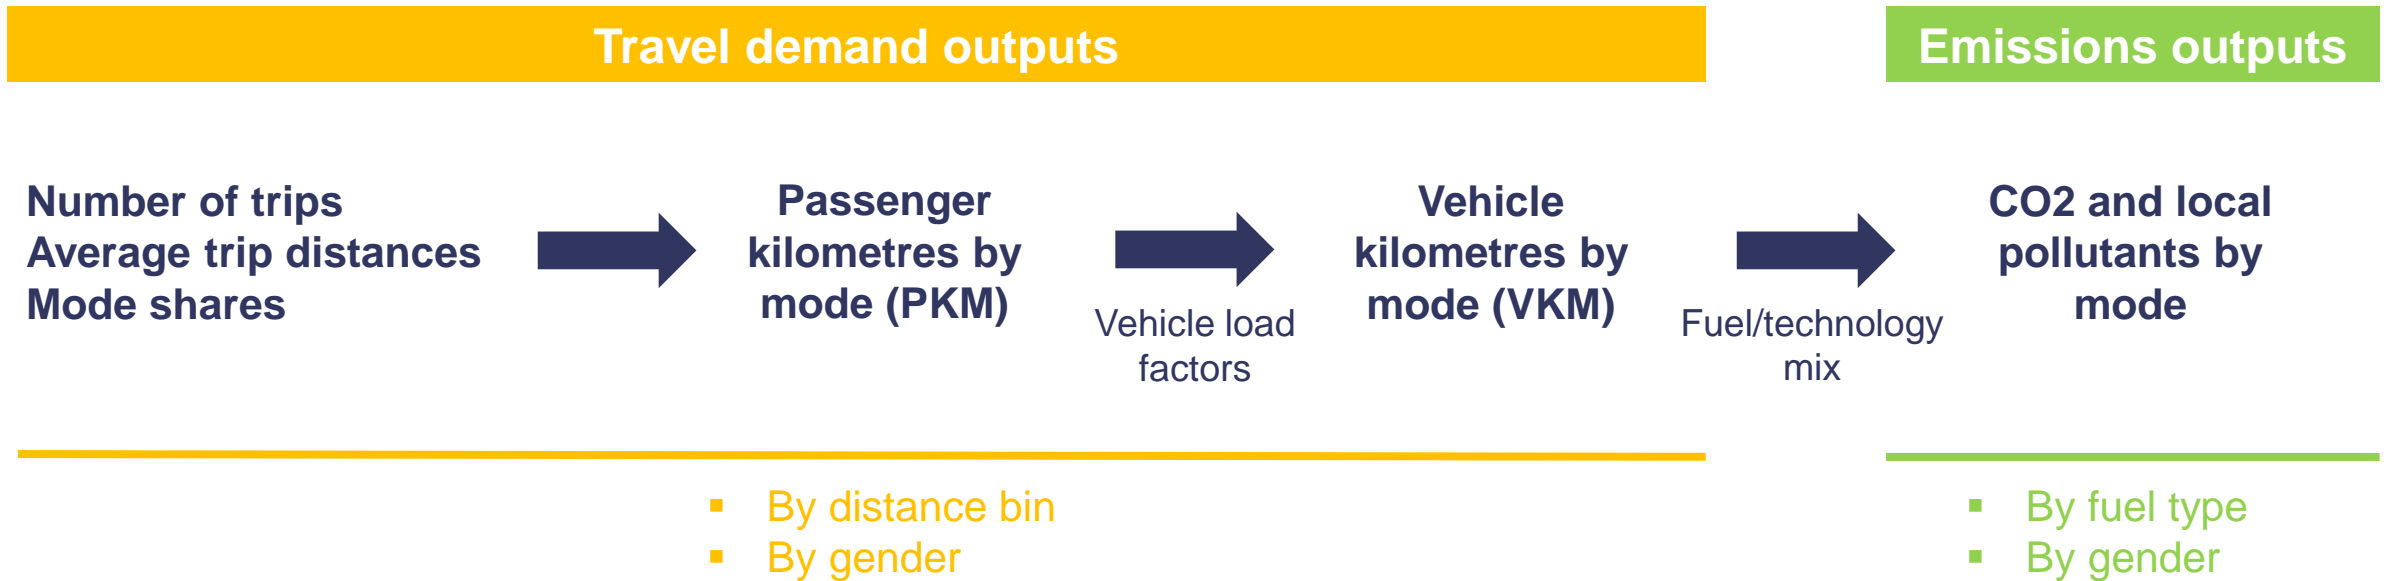 Travel demand outputs
Emissions outputs
Number of trips
Average trip distances
Mode shares
Passenger
kilometres by
mode (PKM)
Vehicle load
factors
Vehicle
kilometres by
mode (VKM)
Fuel/technology
mix
CO2 and local
pollutants by
mode
▪ By distance bin
▪ By gender
▪ By fuel type
▪ By gender